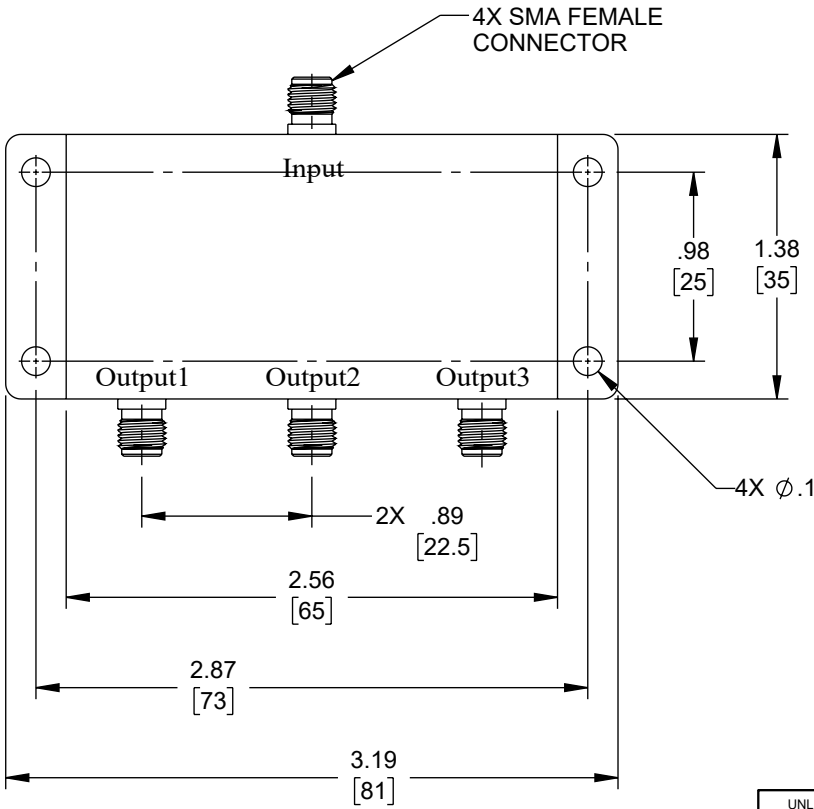 4X SMA FEMALE
CONNECTOR
Input
.98
[25]
1.38
[35]
Output1 Output2 Output3
4X ⌀.1
2X .89
[22.5]
2.56
[65]
2.87
[73]
3.19
[81]
UNL